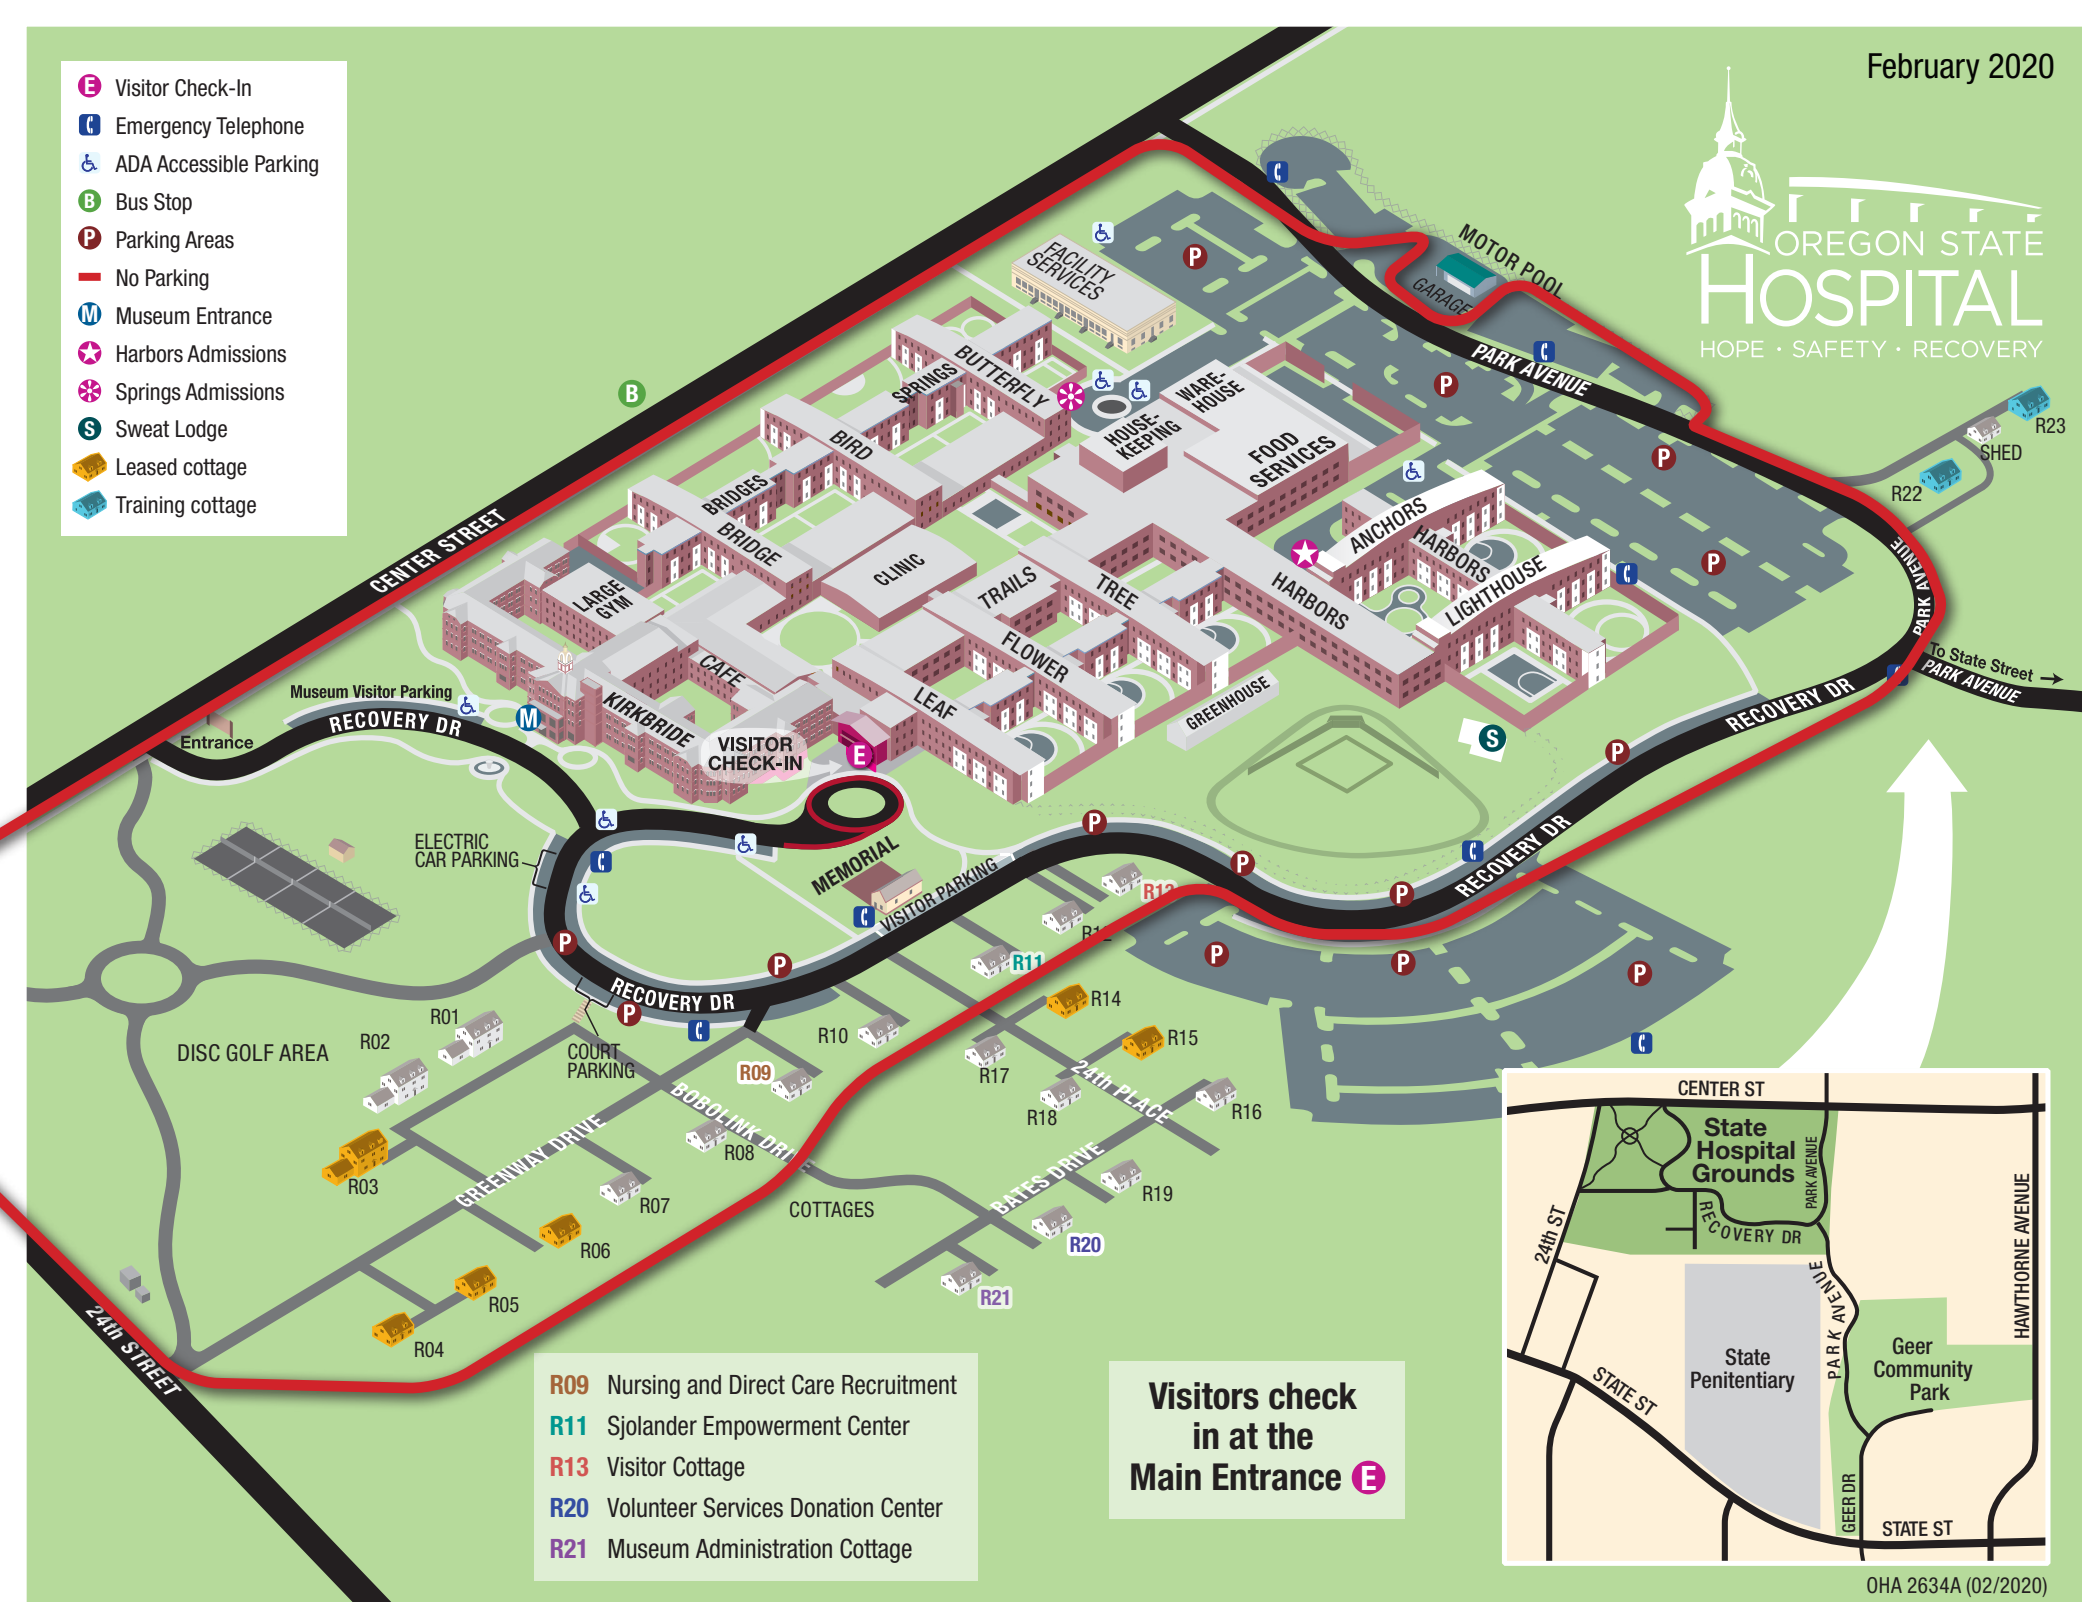 February 2020
E Visitor Check-In
Emergency Telephone
ADA Accessible Parking
B Bus Stop
P Parking Areas
No Parking
M Museum Entrance
Harbors Admissions
Springs Admissions
S Sweat Lodge
Leased cottage
Training cottage
OREGON STATE
HOSPITAL
HOPE • SAFETY • RECOVERY
MOTOR POOL
GARAGE
PARK AVENUE
FACILITY
SERVICES
P
P
P
P
B
BUTTERFLY
SPRINGS
WARE-
HOUSE
HOUSE-
KEEPING
FOOD
SERVICES
BIRD
BRIDGES
BRIDGE
CLINIC
LARGE
GYM
CENTER STREET
ANCHORS
HARBORS
LIGHTHOUSE
HARBORS
TRAILS
TREE
FLOWER
LEAF
CAFE
KIRKBRIDE
GREENHOUSE
R23
SHED
R22
PARK AVENUE
To State Street
PARK AVENUE
RECOVERY DR
Museum Visitor Parking
RECOVERY DR
M
Entrance
VISITOR
CHECK-IN
E
S
P
P
P
P
RECOVERY DR
ELECTRIC
CAR PARKING
MEMORIAL
VISITOR PARKING
R13
R12
R11
P
P
P
P
P
P
RECOVERY DR
R01
R02
DISC GOLF AREA
COURT
PARKING
R10
R09
R14
R15
R17
24th PLACE
R16
R18
BOBOLINK DRIVE
R08
GREENWAY DRIVE
R03
R07
BATES DRIVE
R19
COTTAGES
R06
R20
R05
R21
R04
24th STREET
R09 Nursing and Direct Care Recruitment
R11 Sjolander Empowerment Center
R13 Visitor Cottage
R20 Volunteer Services Donation Center
R21 Museum Administration Cottage
Visitors check
in at the
Main Entrance E
CENTER ST
State
Hospital
Grounds
PARK AVENUE
RECOVERY DR
24th ST
HAWTHORNE AVENUE
PARK AVENUE
State
Penitentiary
Geer
Community
Park
STATE ST
GEER DR
STATE ST
OHA 2634A (02/2020)